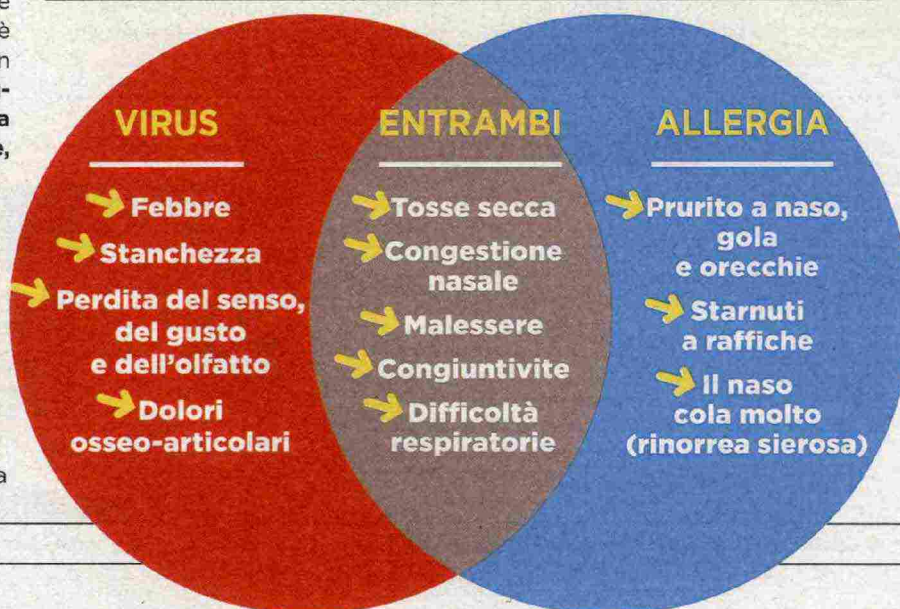 e
è
n
-
a
e,
a
VIRUS
Febbre
Stanchezza
Perdita del senso,
del gusto
e dell'olfatto
Dolori
osseo-articolari
ENTRAMBI
Tosse secca
Congestione
nasale
Malessere
Congiuntivite
Difficoltà
respiratorie
ALLERGIA
Prurito a naso,
gola
e orecchie
Starnuti
a raffiche
Il naso
cola molto
(rinorrea sierosa)